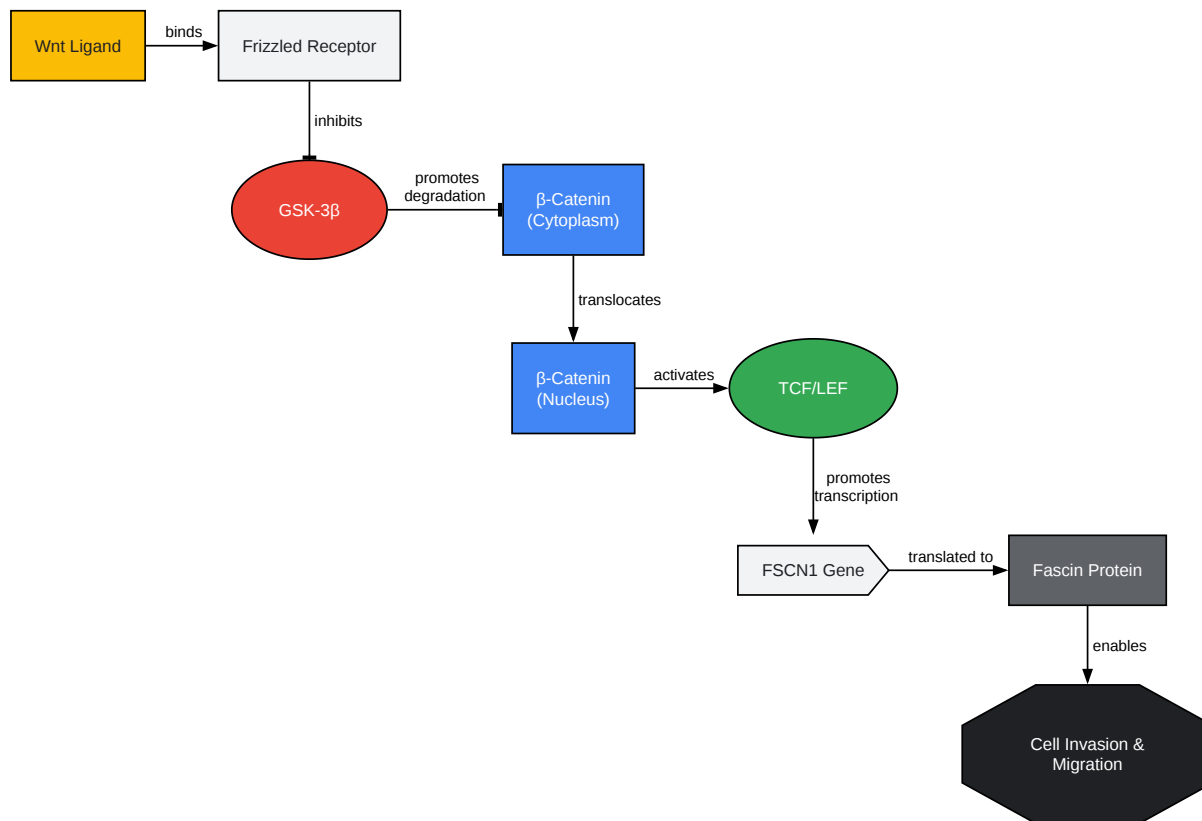 Wnt Ligand
binds
Frizzled Receptor
inhibits
GSK-3β
promotes
degradation
β-Catenin
(Cytoplasm)
translocates
β-Catenin
(Nucleus)
activates
TCF/LEF
promotes
transcription
FSCN1 Gene
translated to
Fascin Protein
enables
Cell Invasion &
Migration